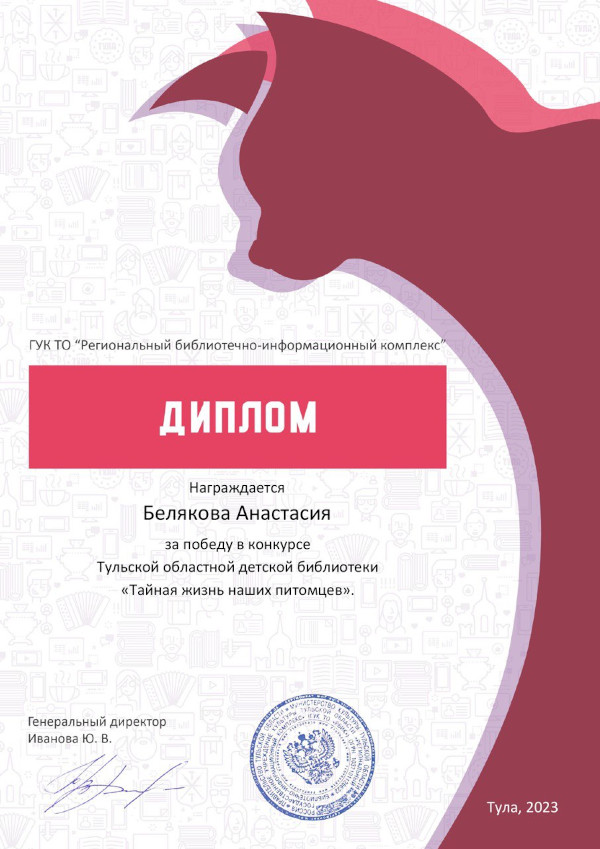 ГУК ТО “Региональный библиотечно-информационный комплекс”
ДИПЛОМ
Награждается
Белякова Анастасия
за победу в конкурсе
Тульской областной детской библиотеки
«Тайная жизнь наших питомцев».
Генеральный директор
Иванова Ю. В.
Тула, 2023